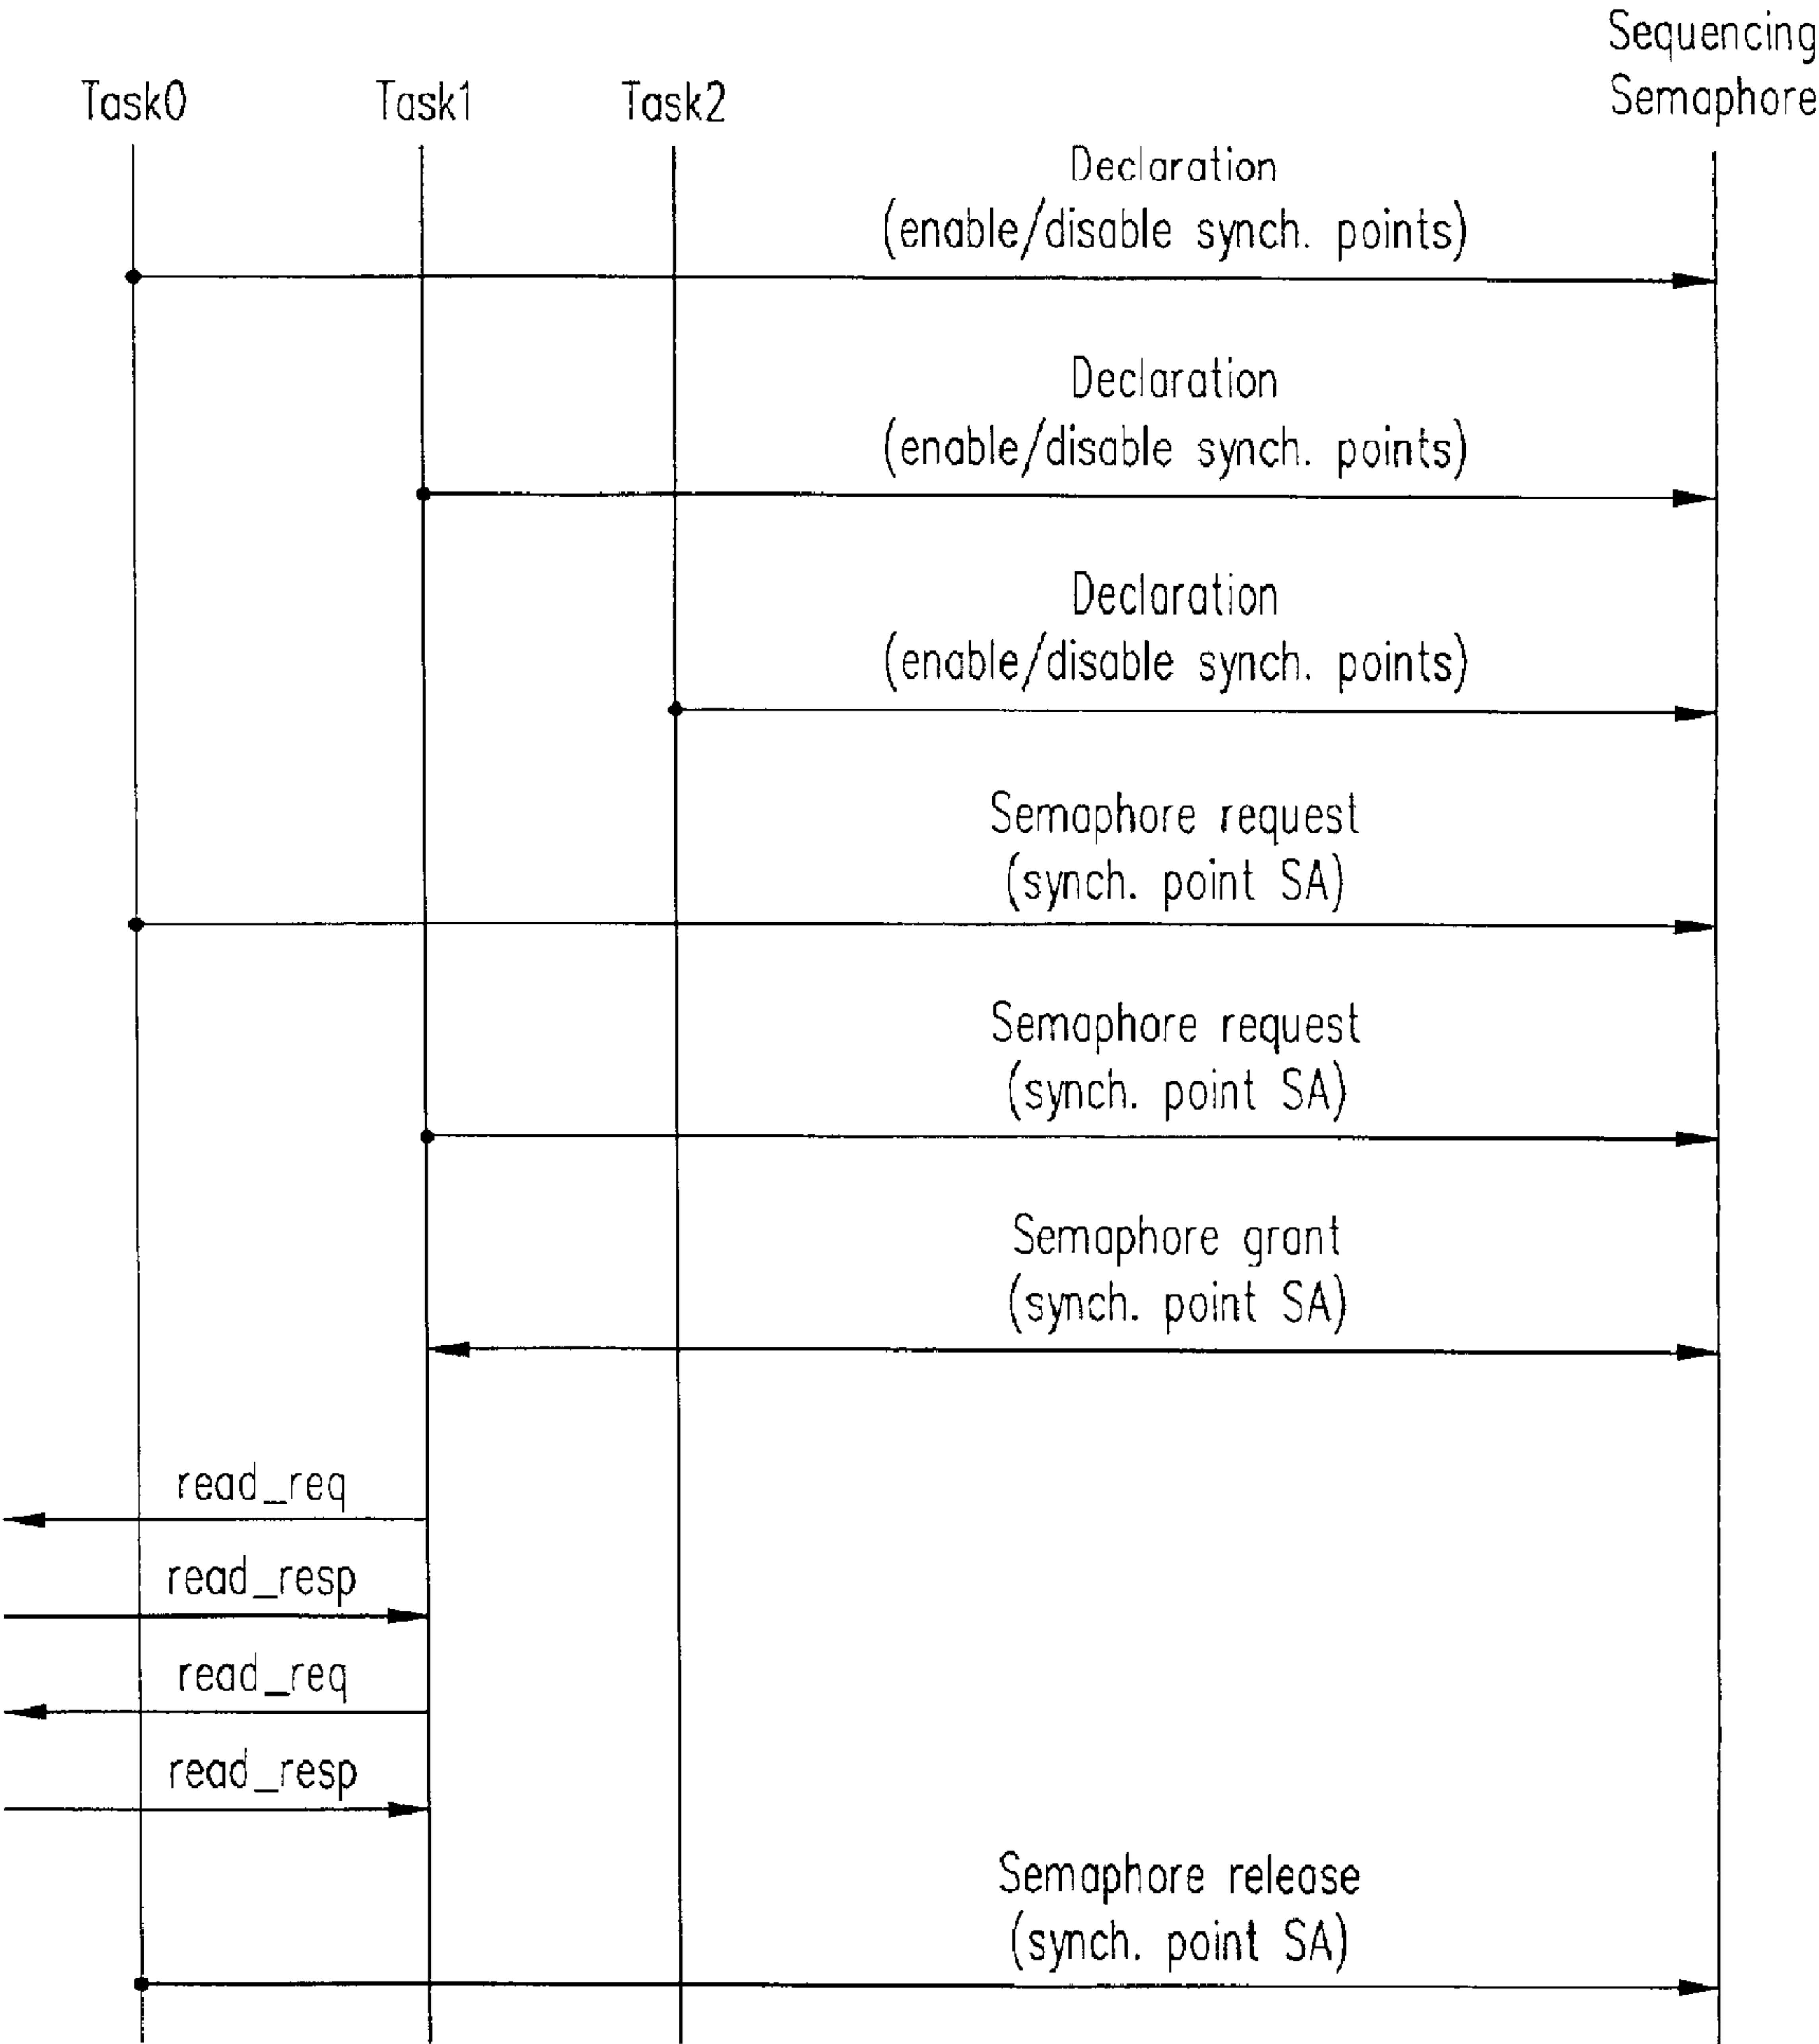 Sequencing
Semaphore
Task0
Task1
Task2
Declaration
(enable/disable synch. points)
Declaration
(enable/disable synch. points)
Declaration
(enable/disable synch. points)
Semaphore request
(synch. point SA)
Semaphore request
(synch. point SA)
Semaphore grant
(synch. point SA)
read_req
read_resp
read_req
read_resp
Semaphore release
(synch. point SA)